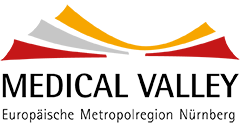 MEDICAL VALLEY
Europäische Metropolregion Nürnberg